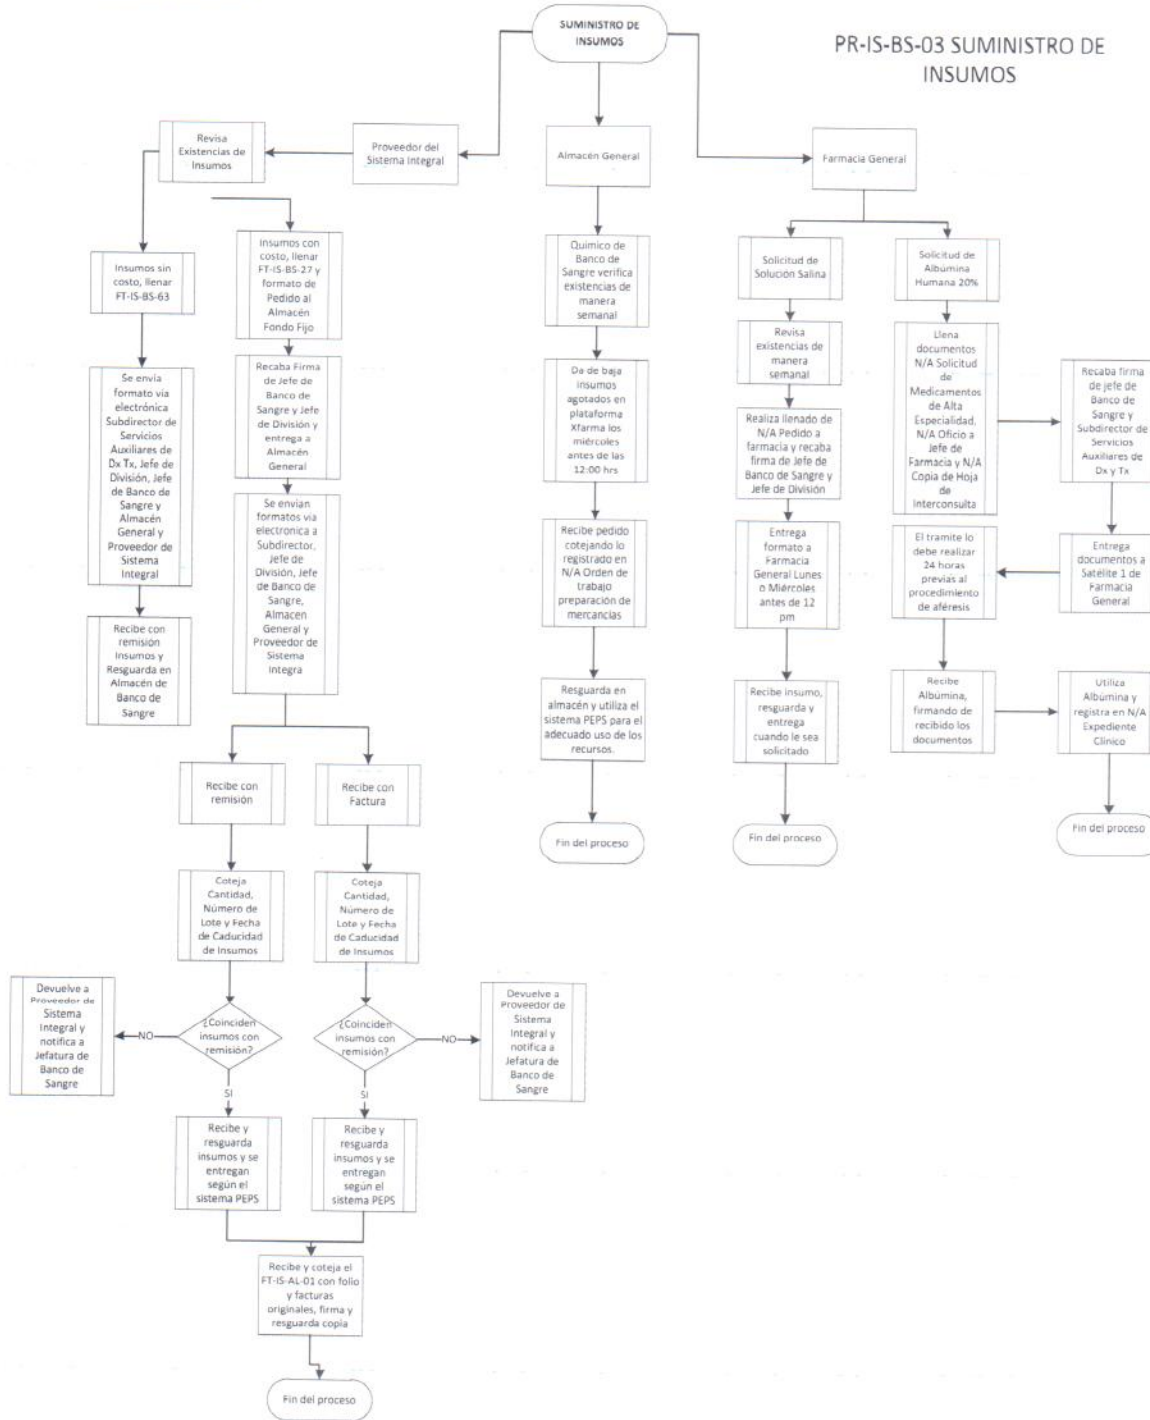 SUMINISTRO DE
INSUMOS
PR-IS-BS-03 SUMINISTRO DE
INSUMOS
Revisa
Existencias de
Insumos
Proveedor del
Sistema Integral
Almacén General
Farmacia General
Insumos sin
costo, llenar
FT-IS-BS-63
Insumos con
costo, llenar
FT-IS-BS-27 y
formato de
Pedido al
Almacén
Fondo Fijo
Químico de
Banco de
Sangre verifica
existencias de
manera
semanal
Solicitud de
Solución Salina
Solicitud de
Albúmina
Humana 20%
Se envía
formato via
electrónica
Subdirector de
Servicios
Auxiliares de
Dx Tx, Jefe de
División, Jefe
de Banco de
Sangre y
Almacén
General y
Proveedor de
Sistema
Integral
Recaba Firma
de Jefe de
Banco de
Sangre y Jefe
de División y
entrega a
Almacén
General
Da de baja
insumos
agotados en
plataforma
Xfarma los
miércoles
antes de las
12:00 hrs
Revisa
existencias de
manera
semanal
Llena
documentos
N/A Solicitud
de
Medicamentos
de Alta
Especialidad,
N/A Oficio a
Jefe de
Farmacia y N/A
Copia de Hoja
de
interconsulta
Recaba firma
de jefe de
Banco de
Sangre y
Subdirector de
Servicios
Auxiliares de
Dx y Tx
Realiza llenado de
N/A Pedido a
farmacia y recaba
firma de Jefe de
Banco de Sangre y
Jefe de División
Se envían
formatos via
electronica a
Subdirector,
Jefe de
División, Jefe
de Banco de
Sangre,
Almacen
General y
Proveedor de
Sistema
Integra
Recibe pedido
cotejando lo
registrado en
N/A Orden de
trabajo
preparación de
mercancías
Entrega
formato a
Farmacia
General Lunes
o Miércoles
antes de 12
pm
El tramite lo
debe realizar
24 horas
previas al
procedimiento
de aféresis
Entrega
documentos a
Satélite 1 de
Farmacia
General
Recibe con
remisión
Insumos y
Resguarda en
Almacén de
Banco de
Sangre
Resguarda en
almacén y utiliza el
sistema PEPS para el
adecuado uso de los
recursos.
Recibe insumo,
resguarda y
entrega
cuando le sea
solicitado
Recibe
Albúmina,
firmando de
recibido los
documentos
Utiliza
Albúmina y
registra en N/A
Expediente
Clínico
Recibe con
remisión
Recibe con
Factura
Fin del proceso
Fin del proceso
Fin del proceso
Coteja
Cantidad,
Número de
Lote y Fecha
de Caducidad
de Insumos
Coteja
Cantidad,
Número de
Lote y Fecha
de Caducidad
de Insumos
Devuelve a
Proveedor de
Sistema
Integral y
notifica a
Jefatura de
Banco de
Sangre
NO
¿Coinciden
insumos con
remisión?
¿Coinciden
insumos con
remisión?
NO
Devuelve a
Proveedor de
Sistema
Integral y
notifica a
Jefatura de
Banco de
Sangre
SI
SI
Recibe y
resguarda
insumos y se
entregan
según el
sistema PEPS
Recibe y
resguarda
insumos y se
entregan
según el
sistema PEPS
Recibe y coteja el
FT-IS-AL-01 con folio
y facturas
originales, firma y
resguarda copia
Fin del proceso